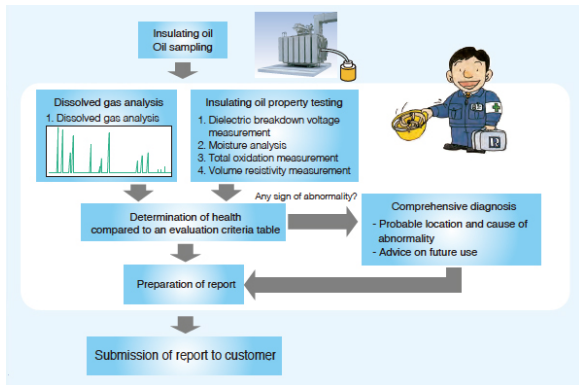 Insulating oil
Oil sampling
Dissolved gas analysis
1. Dissolved gas analysis
Insulating oil property testing
1. Dielectric breakdown voltage
measurement
2. Moisture analysis
3. Total oxidation measurement
4. Volume resistivity measurement
Any sign of abnormality?
Determination of health
compared to an evaluation criteria table
Comprehensive diagnosis
- Probable location and cause of
abnormality
- Advice on future use
Preparation of report
Submission of report to customer